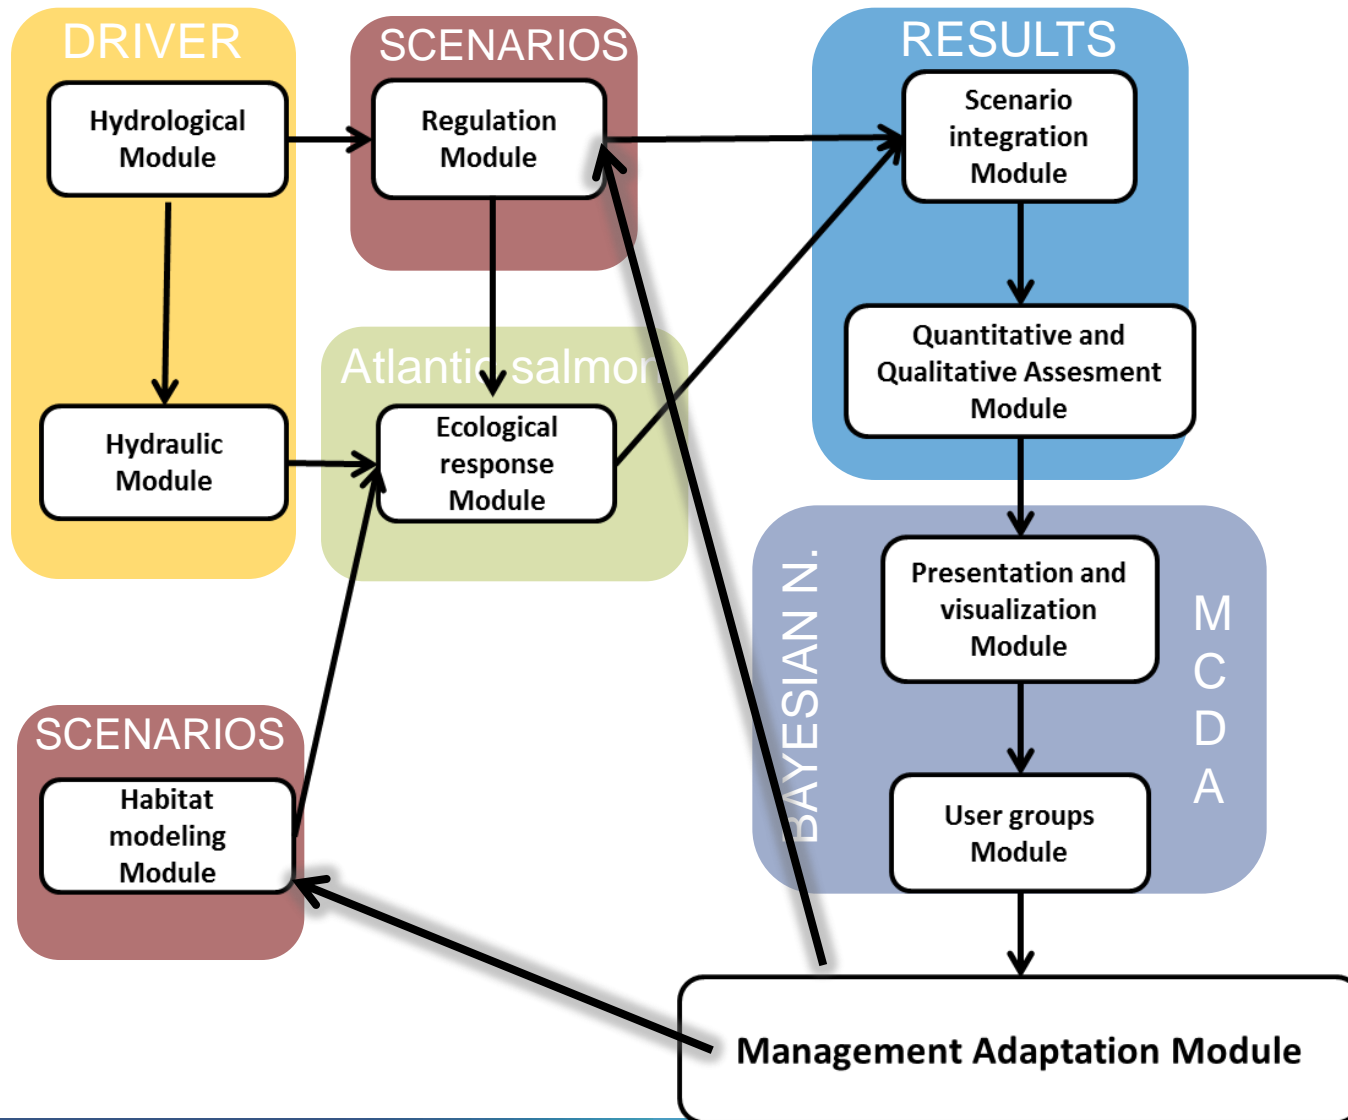 DRIVER
Hydrological
Module
Hydraulic
Module
SCENARIOS
Regulation
Module
Atlantic salmon
Ecological
response
Module
SCENARIOS
Habitat
modeling
Module
RESULTS
Scenario
integration
Module
Quantitative and
Qualitative Assesment
Module
BAYESIAN N.
Presentation and
visualization
Module
User groups
Module
M
C
D
A
Management Adaptation Module